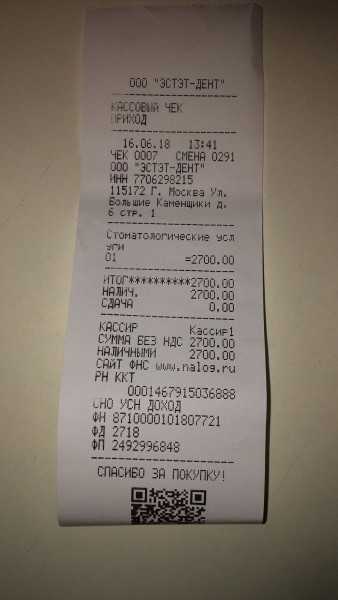 ООО "ЭСТЭТ-ДЕНТ"
КАССОВЫЙ ЧЕК
ПРИХОД
16.06.18 13:41
ЧЕК 0007 СМЕНА 0291
ООО "ЭСТЭТ-ДЕНТ"
ИНН 7706298215
115172 Г. Москва Ул.
Большие Каменщики д.
6 стр. 1
Стоматологические усл
уги
01 =2700.00
ИТОГ**********2700.00
НАЛИЧ. 2700.00
СДАЧА 0.00
КАССИР Кассир1
СУММА БЕЗ НДС 2700.00
НАЛИЧНЫМИ 2700.00
САЙТ ФНС www.nalog.ru
РН ККТ
0001467915036888
СНО УСН ДОХОД
ФН 8710000101807721
ФД 2718
ФП 2492996848
СПАСИБО ЗА ПОКУПКУ!